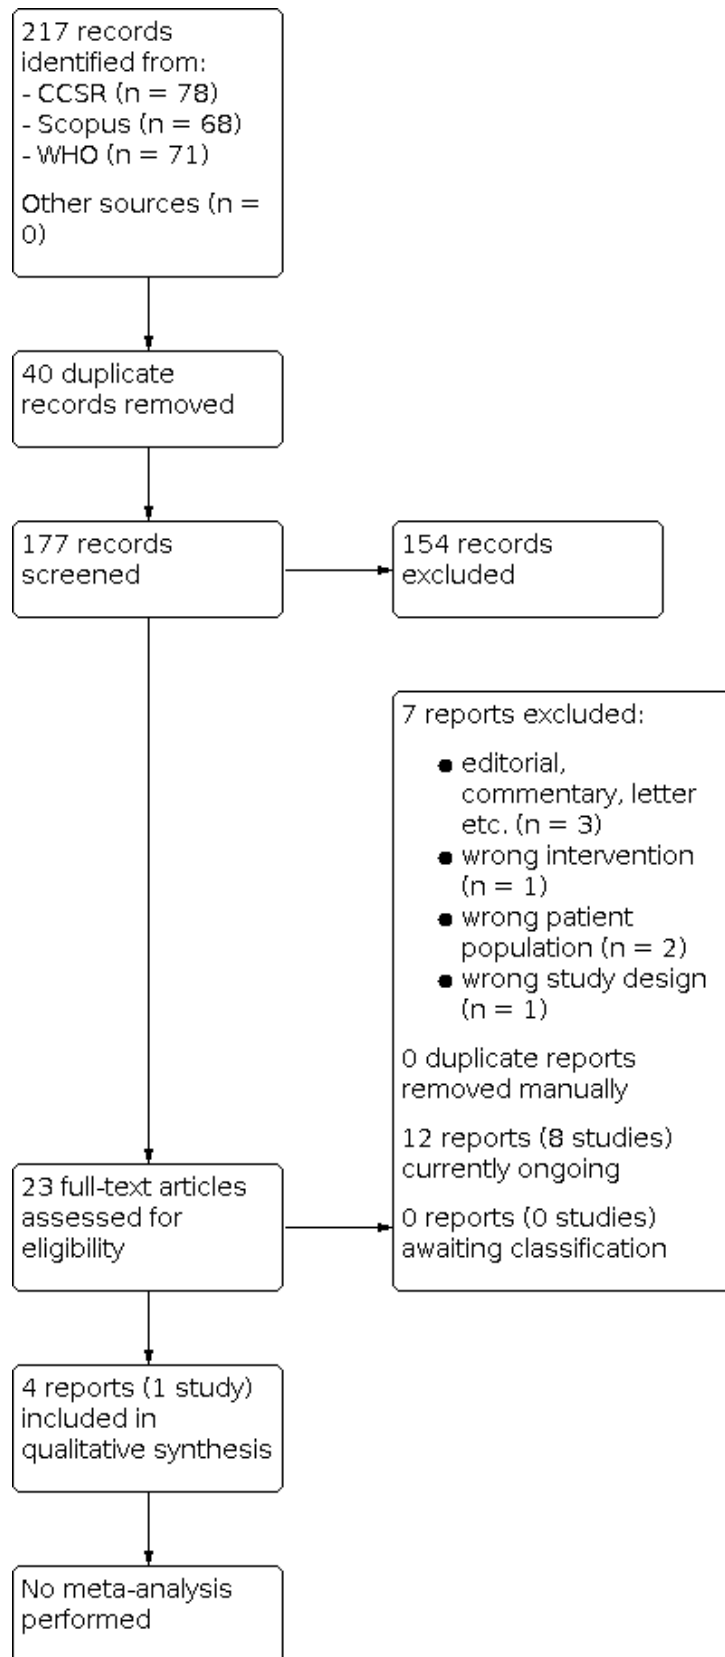 217 records
identified from:
- CCSR (n = 78)
- Scopus (n = 68)
- WHO (n = 71)
Other sources (n =
0)
40 duplicate
records removed
177 records
screened
154 records
excluded
7 reports excluded:
● editorial,
commentary, letter
etc. (n = 3)
● wrong intervention
(n = 1)
● wrong patient
population (n = 2)
● wrong study design
(n = 1)
0 duplicate reports
removed manually
12 reports (8 studies)
currently ongoing
0 reports (0 studies)
awaiting classification
23 full-text articles
assessed for
eligibility
4 reports (1 study)
included in
qualitative synthesis
No meta-analysis
performed